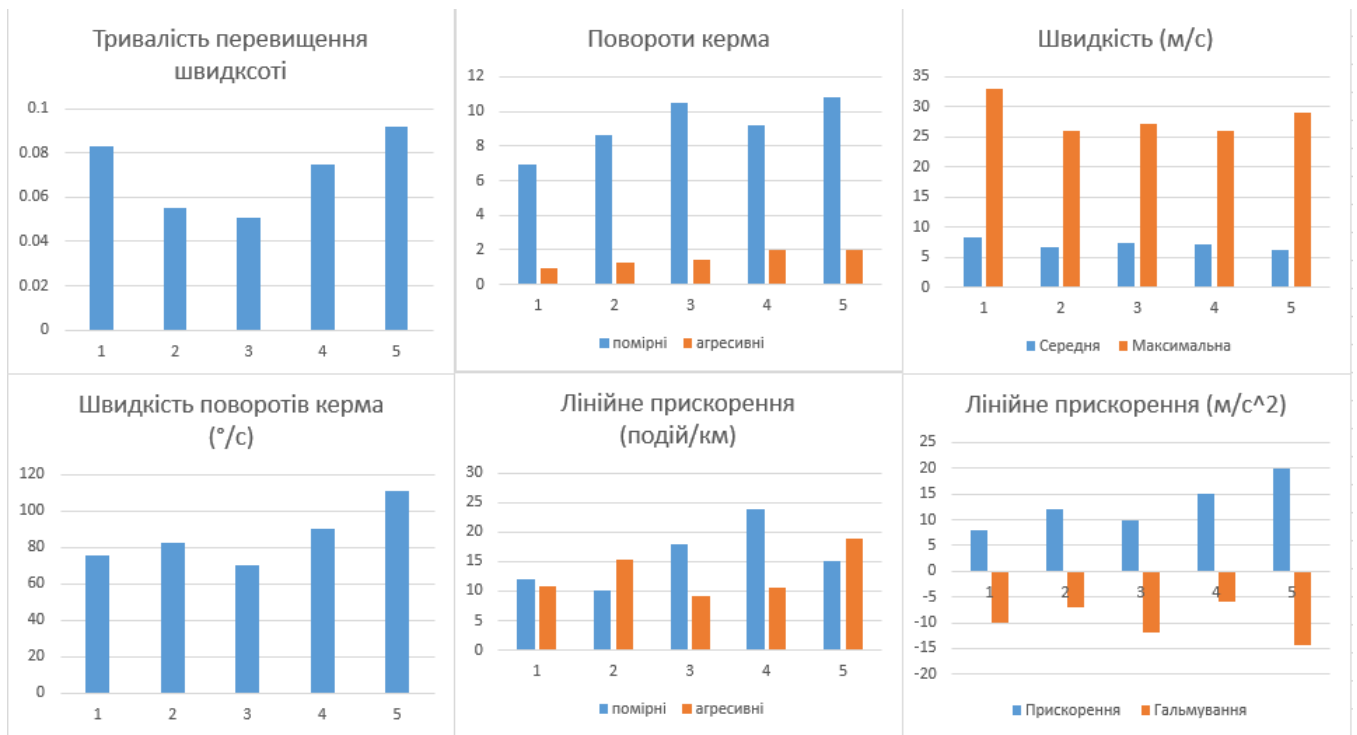 Тривалість перевищення
швидксоті
0.1
0.08
0.06
0.04
0.02
0
1 2 3 4 5
Повороти керма
12
10
8
6
4
2
0
1 2 3 4 5
помірні агресивні
Швидкість (м/с)
35
30
25
20
15
10
5
0
1 2 3 4 5
Середня Максимальна
Швидкість поворотів керма
(°/с)
120
100
80
60
40
20
0
1 2 3 4 5
Лінійне прискорення
(подій/км)
30
25
20
15
10
5
0
1 2 3 4 5
помірні агресивні
Лінійне прискорення (м/с^2)
25
20
15
10
5
0
-5
-10
-15
-20
1 2 3 4 5
Прискорення Гальмування